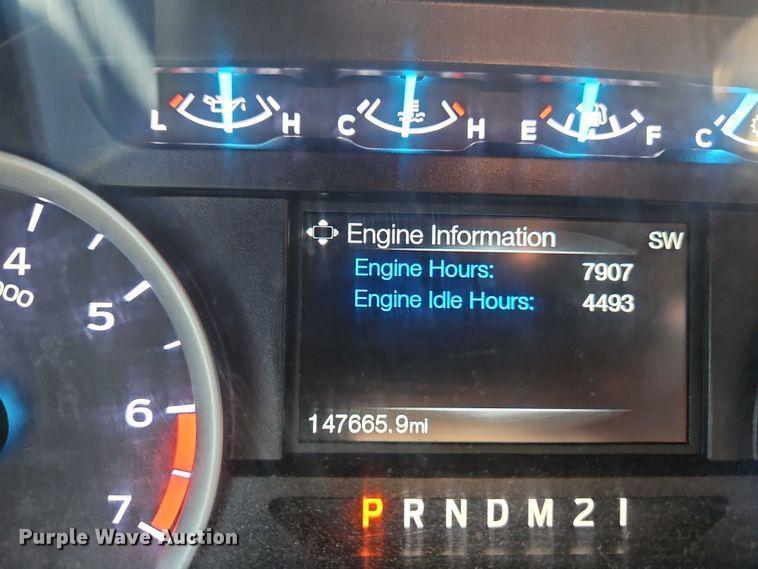 L H C H E F C
Engine Information SW
Engine Hours: 7907
Engine Idle Hours: 4493
4
000
5
6
7
147665.9mi
P R N D M 2 1
Purple Wave Auction